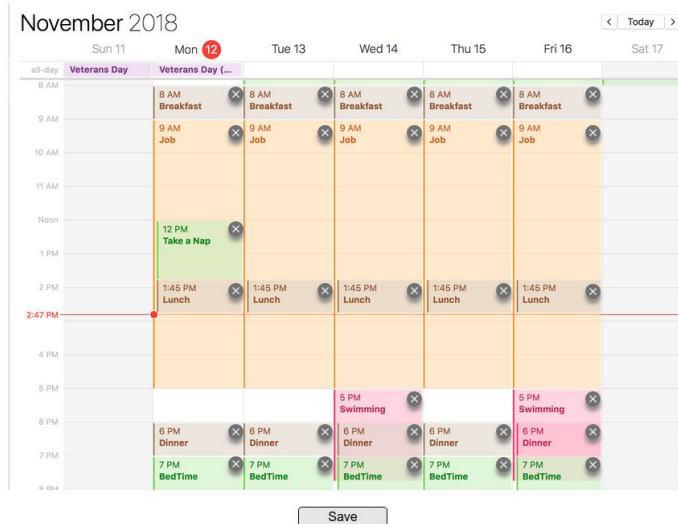 November 2018
< Today >
Sun 11 Mon 12 Tue 13 Wed 14 Thu 15 Fri 16 Sat 17
all-day Veterans Day Veterans Day (...
8 AM
8 AM 8 AM 8 AM 8 AM 8 AM
Breakfast Breakfast Breakfast Breakfast Breakfast
9 AM
9 AM 9 AM 9 AM 9 AM 9 AM
Job Job Job Job Job
10 AM
11 AM
Noon
12 PM
Take a Nap
1 PM
2 PM
1:45 PM 1:45 PM 1:45 PM 1:45 PM 1:45 PM
Lunch Lunch Lunch Lunch Lunch
2:47 PM
4 PM
5 PM
5 PM 5 PM
Swimming Swimming
6 PM
6 PM 6 PM 6 PM 6 PM 6 PM
Dinner Dinner Dinner Dinner Dinner
7 PM
7 PM 7 PM 7 PM 7 PM 7 PM
BedTime BedTime BedTime BedTime BedTime
8 PM
Save